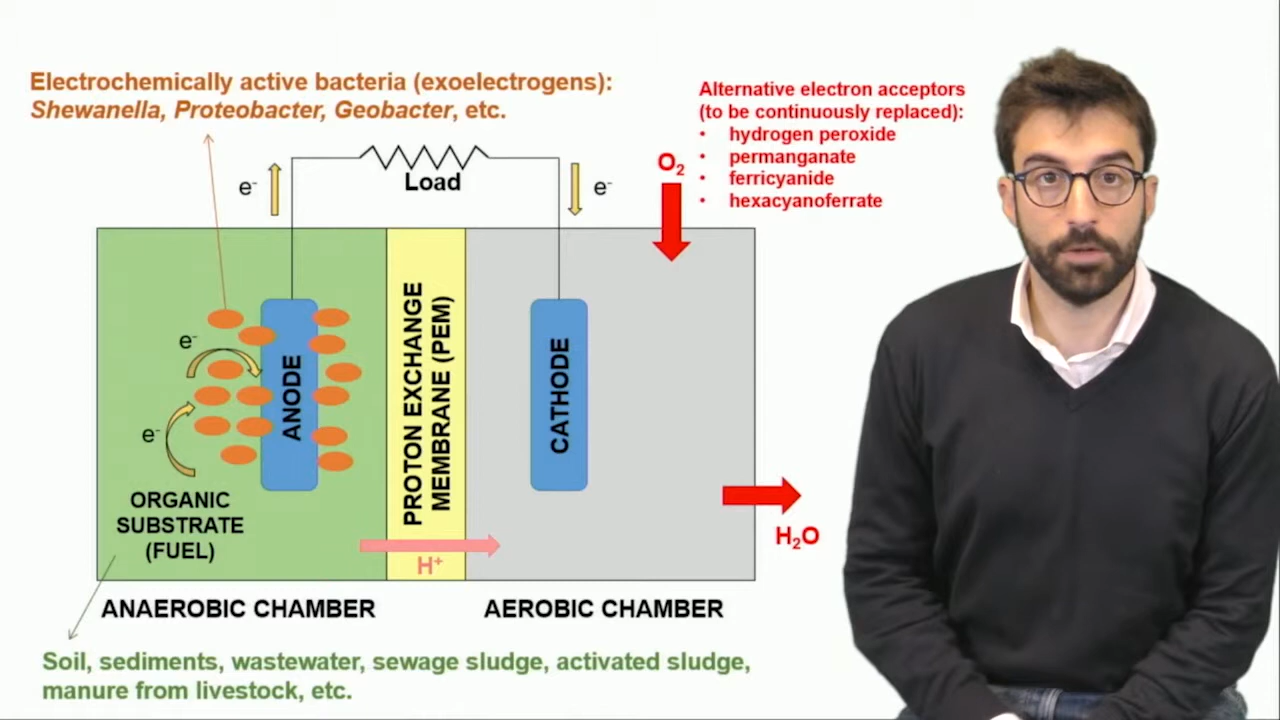 Electrochemically active bacteria (exoelectrogens):
Shewanella, Proteobacter, Geobacter, etc.
Alternative electron acceptors
(to be continuously replaced):
• hydrogen peroxide
• permanganate
• ferricyanide
• hexacyanoferrate
O₂
e⁻
Load
e⁻
e⁻
e⁻
ANODE
PROTON EXCHANGE
MEMBRANE (PEM)
CATHODE
ORGANIC
SUBSTRATE
(FUEL)
H⁺
H₂O
ANAEROBIC CHAMBER
AEROBIC CHAMBER
Soil, sediments, wastewater, sewage sludge, activated sludge,
manure from livestock, etc.